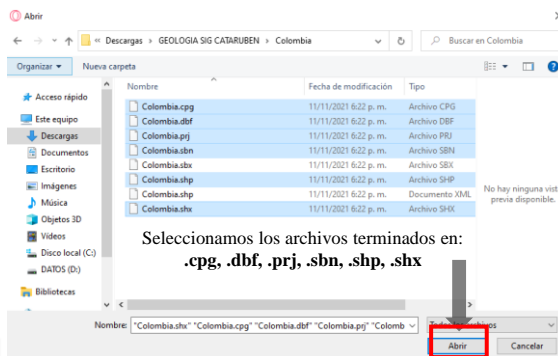 Abrir
« Descargas > GEOLOGIA SIG CATARUBEN > Colombia
Buscar en Colombia
Organizar
Nueva carpeta
Nombre Fecha de modificación Tipo
Acceso rápido
Este equipo
Descargas
Documentos
Escritorio
Imágenes
Música
Objetos 3D
Vídeos
Disco local (C:)
DATOS (D:)
Bibliotecas
Colombia.cpg 11/11/2021 6:22 p. m. Archivo CPG
Colombia.dbf 11/11/2021 6:22 p. m. Archivo DBF
Colombia.prj 11/11/2021 6:22 p. m. Archivo PRJ
Colombia.sbn 11/11/2021 6:22 p. m. Archivo SBN
Colombia.sbx 11/11/2021 6:22 p. m. Archivo SBX
Colombia.shp 11/11/2021 6:22 p. m. Archivo SHP
Colombia.shp 11/11/2021 6:22 p. m. Documento XML
Colombia.shx 11/11/2021 6:22 p. m. Archivo SHX
No hay ninguna vist
previa disponible.
Seleccionamos los archivos terminados en:
.cpg, .dbf, .prj, .sbn, .shp, .shx
Nombre: "Colombia.shx" "Colombia.cpg" "Colombia.dbf" "Colombia.prj" "Colomb
Abrir
Cancelar